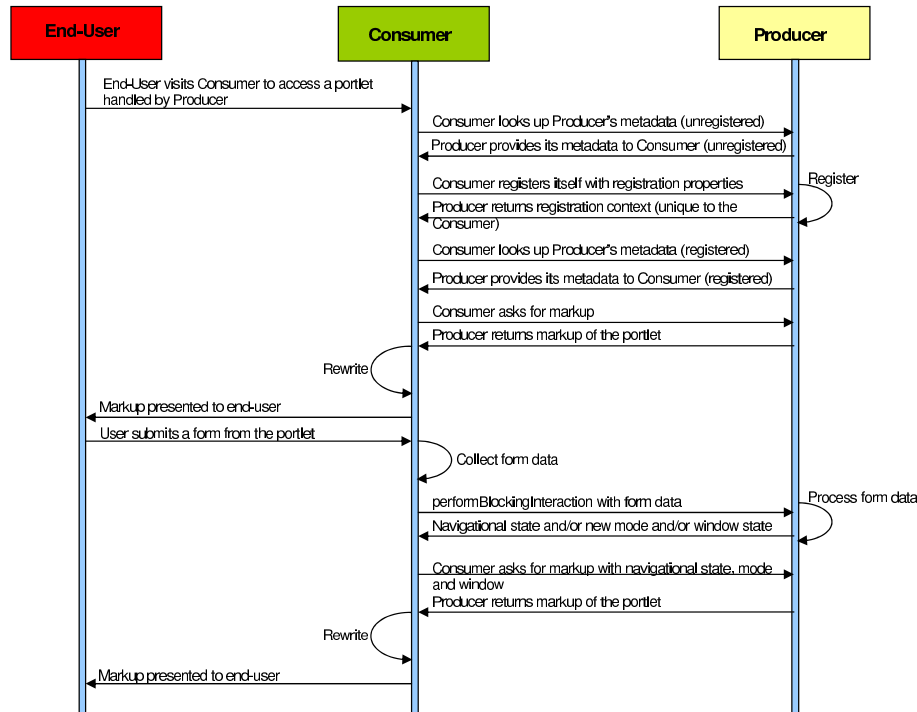 End-User
Consumer
Producer
End-User visits Consumer to access a portlet
handled by Producer
Consumer looks up Producer's metadata (unregistered)
Producer provides its metadata to Consumer (unregistered)
Register
Consumer registers itself with registration properties
Producer returns registration context (unique to the
Consumer)
Consumer looks up Producer's metadata (registered)
Producer provides its metadata to Consumer (registered)
Consumer asks for markup
Producer returns markup of the portlet
Rewrite
Markup presented to end-user
User submits a form from the portlet
Collect form data
performBlockingInteraction with form data
Process form data
Navigational state and/or new mode and/or window state
Consumer asks for markup with navigational state, mode
and window
Producer returns markup of the portlet
Rewrite
Markup presented to end-user